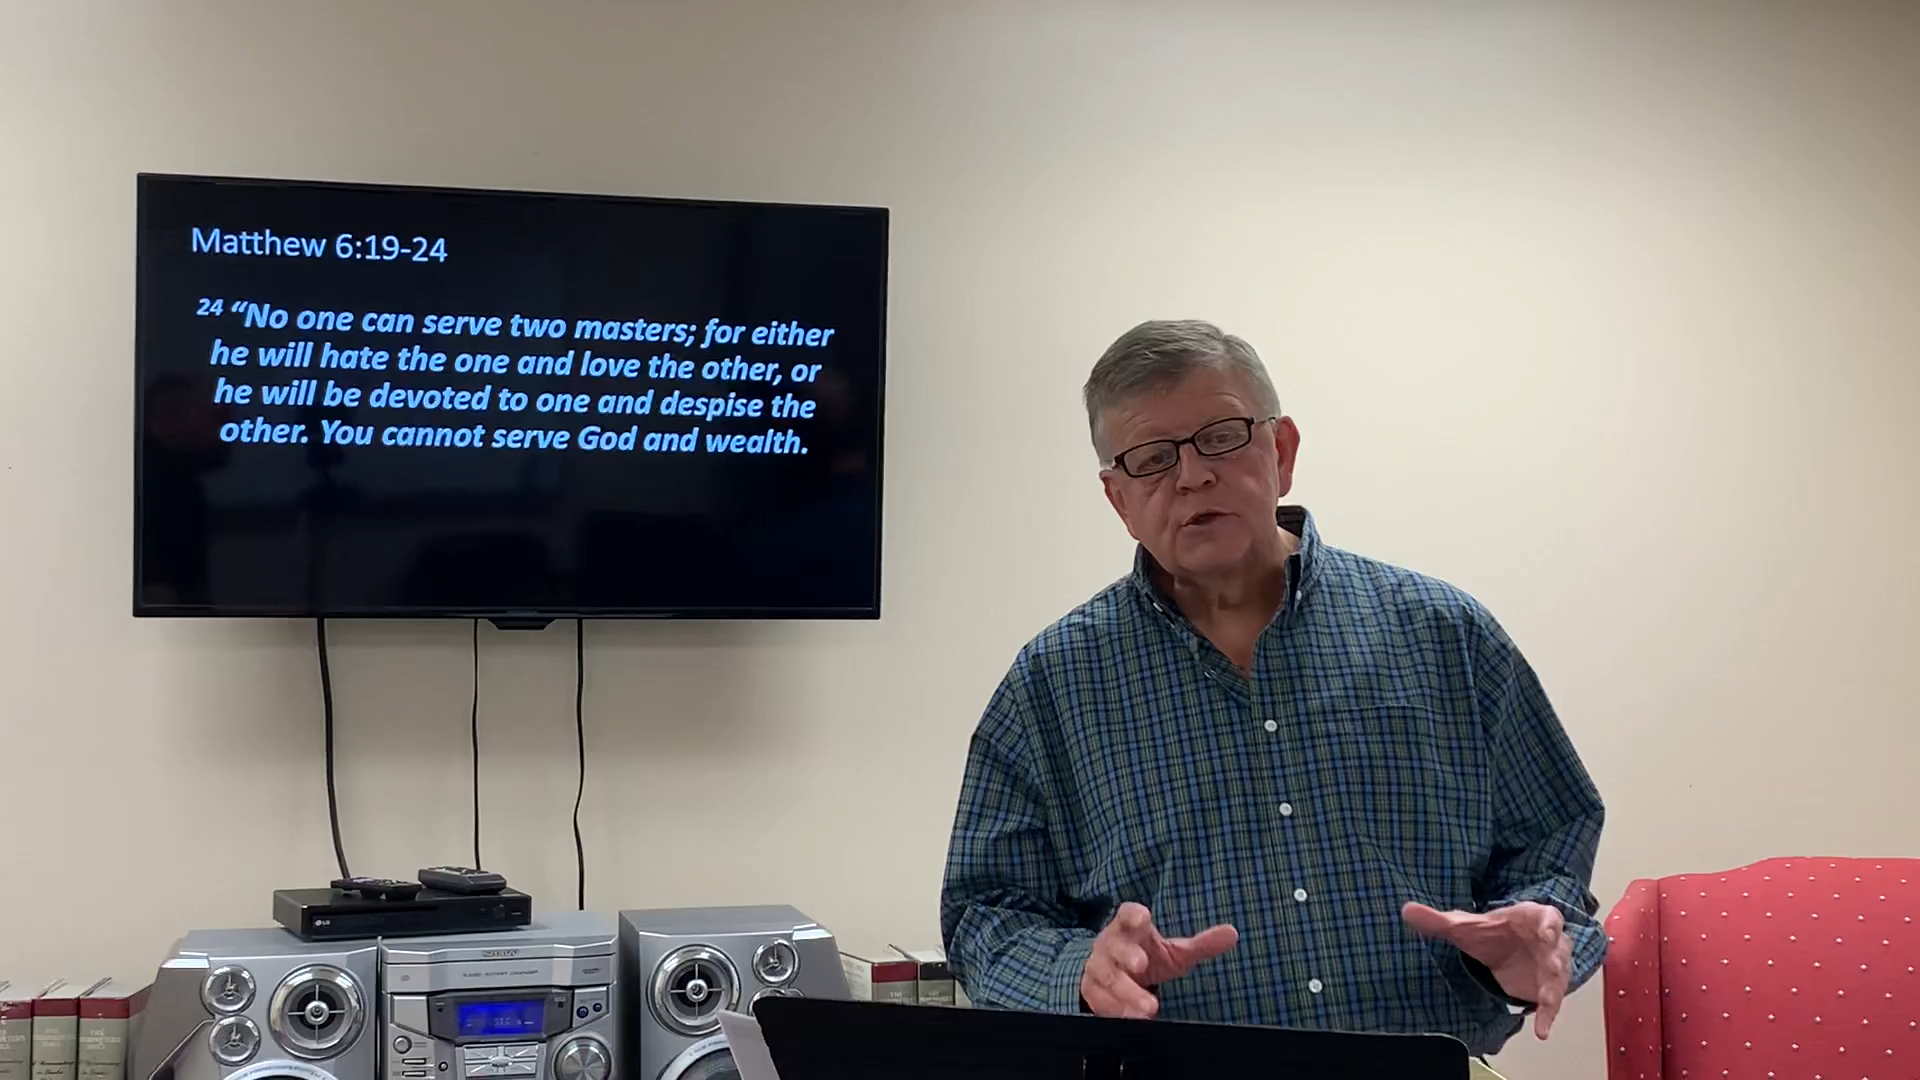 Matthew 6:19-24
24 “No one can serve two masters; for either
he will hate the one and love the other, or
he will be devoted to one and despise the
other. You cannot serve God and wealth.
LG
SHARP